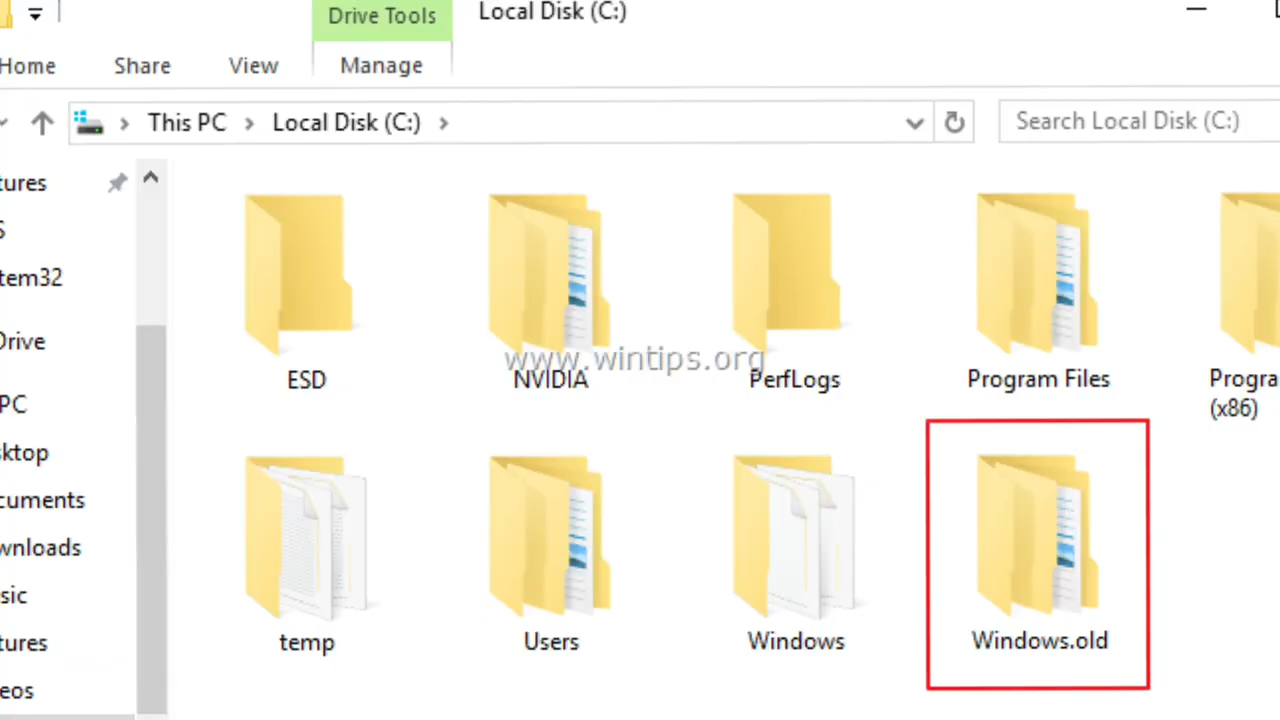 Drive Tools
Local Disk (C:)
Home
Share
View
Manage
This PC
Local Disk (C:)
Search Local Disk (C:)
tures
S
tem32
Drive
PC
sktop
cuments
wnloads
sic
tures
eos
www.wintips.org
ESD
NVIDIA
PerfLogs
Program Files
Progra
(x86)
temp
Users
Windows
Windows.old